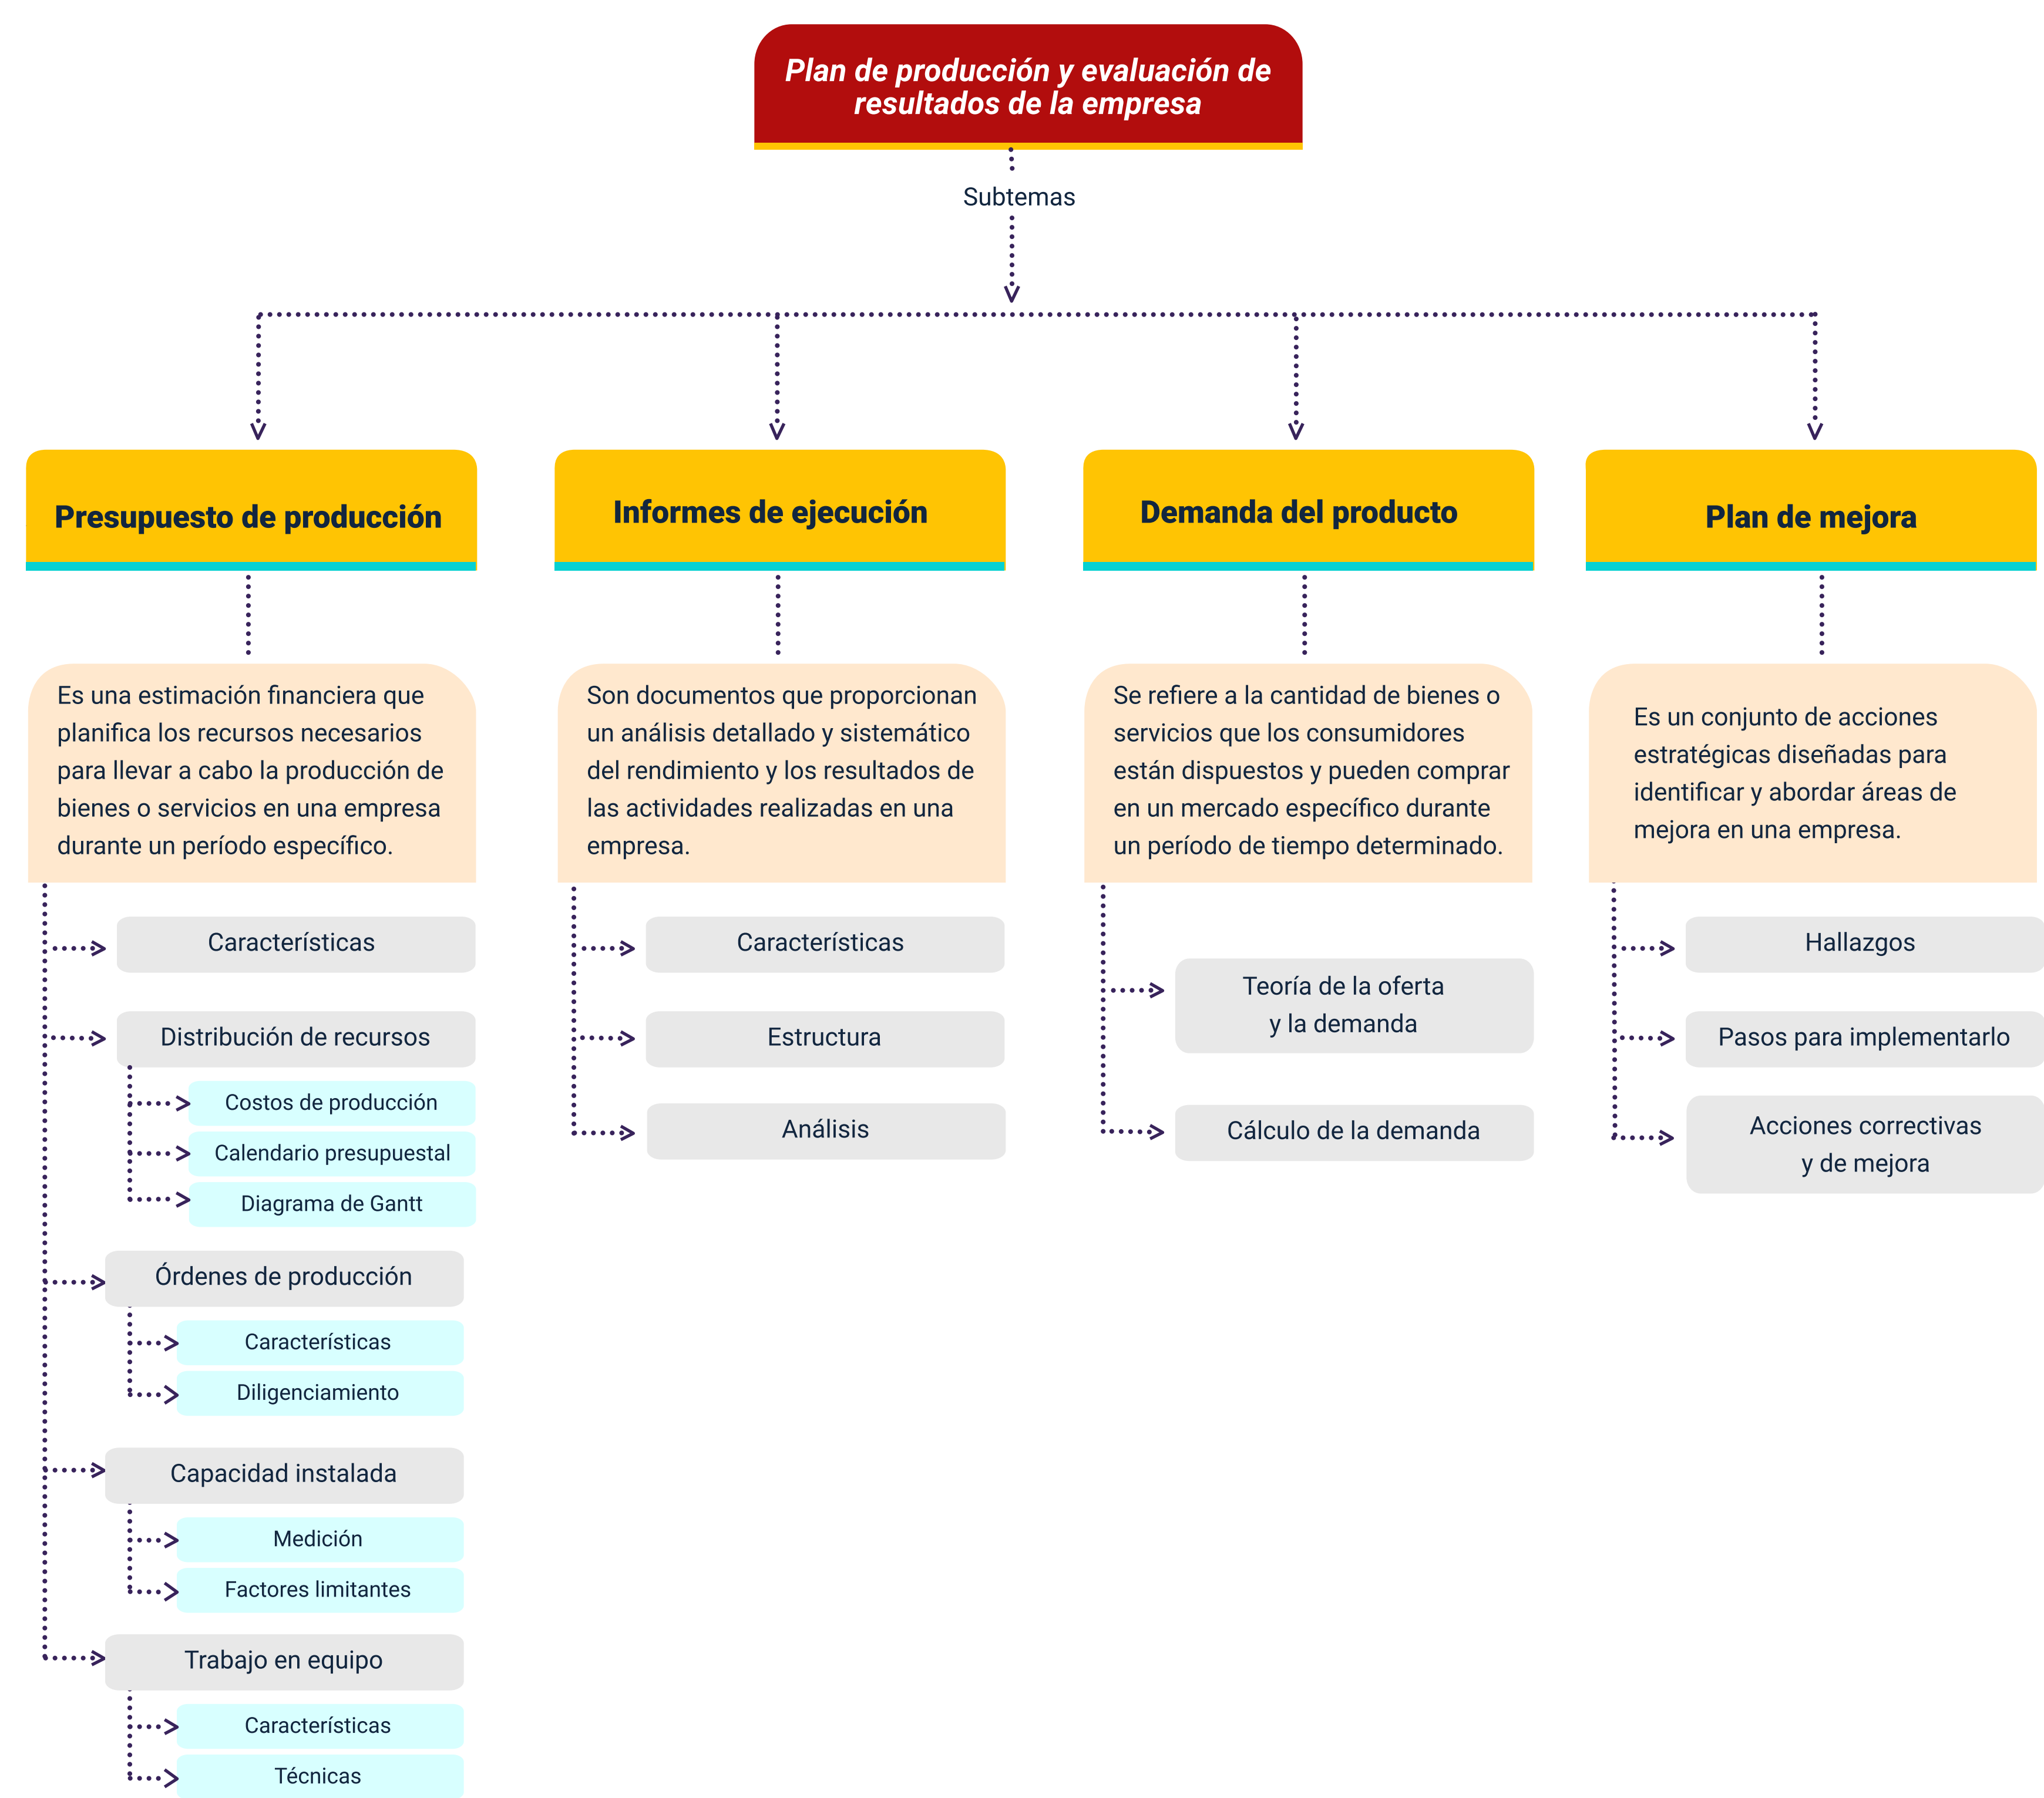 Plan de producción y evaluación de
resultados de la empresa
Subtemas
Presupuesto de producción
Es una estimación financiera que
planifica los recursos necesarios
para llevar a cabo la producción de
bienes o servicios en una empresa
durante un período específico.
Características
Distribución de recursos
Costos de producción
Calendario presupuestal
Diagrama de Gantt
Órdenes de producción
Características
Diligenciamiento
Capacidad instalada
Medición
Factores limitantes
Trabajo en equipo
Características
Técnicas
Informes de ejecución
Son documentos que proporcionan
un análisis detallado y sistemático
del rendimiento y los resultados de
las actividades realizadas en una
empresa.
Características
Estructura
Análisis
Demanda del producto
Se refiere a la cantidad de bienes o
servicios que los consumidores
están dispuestos y pueden comprar
en un mercado específico durante
un período de tiempo determinado.
Teoría de la oferta
y la demanda
Cálculo de la demanda
Plan de mejora
Es un conjunto de acciones
estratégicas diseñadas para
identificar y abordar áreas de
mejora en una empresa.
Hallazgos
Pasos para implementarlo
Acciones correctivas
y de mejora